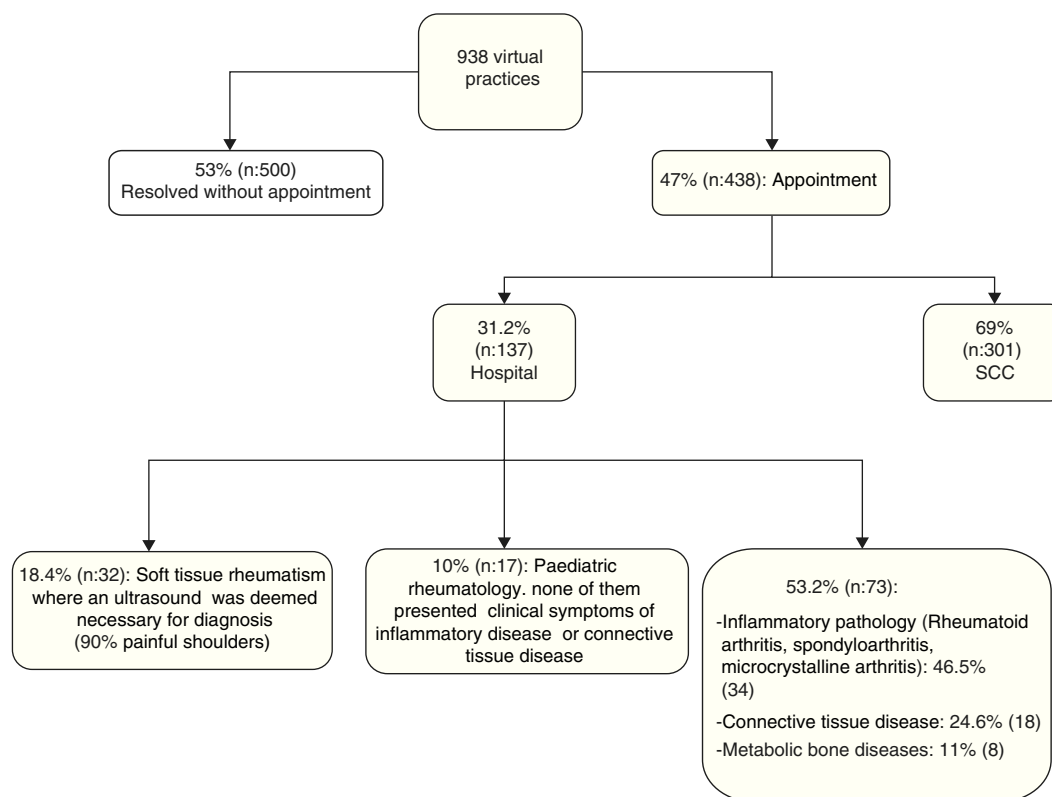 938 virtual
practices
53% (n:500)
Resolved without appointment
47% (n:438): Appointment
31.2%
(n:137)
Hospital
69%
(n:301)
SCC
18.4% (n:32): Soft tissue rheumatism
where an ultrasound was deemed
necessary for diagnosis
(90% painful shoulders)
10% (n:17): Paediatric
rheumatology. none of them
presented clinical symptoms of
inflammatory disease or connective
tissue disease
53.2% (n:73):
-Inflammatory pathology (Rheumatoid
arthritis, spondyloarthritis,
microcrystalline arthritis): 46.5%
(34)
-Connective tissue disease: 24.6% (18)
-Metabolic bone diseases: 11% (8)